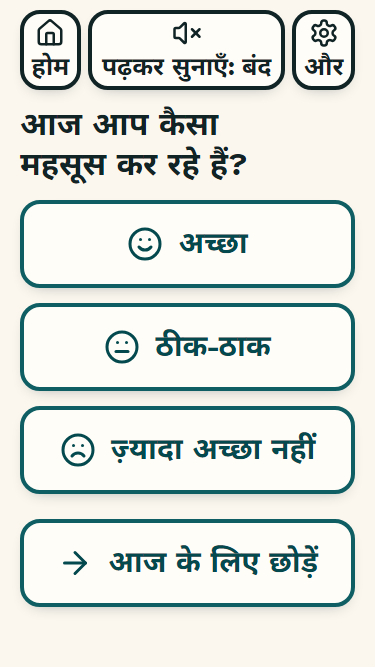 होम
पढ़कर सुनाएँ: बंद
और
आज आप कैसा
महसूस कर रहे हैं?
अच्छा
ठीक-ठाक
ज़्यादा अच्छा नहीं
आज के लिए छोड़ें